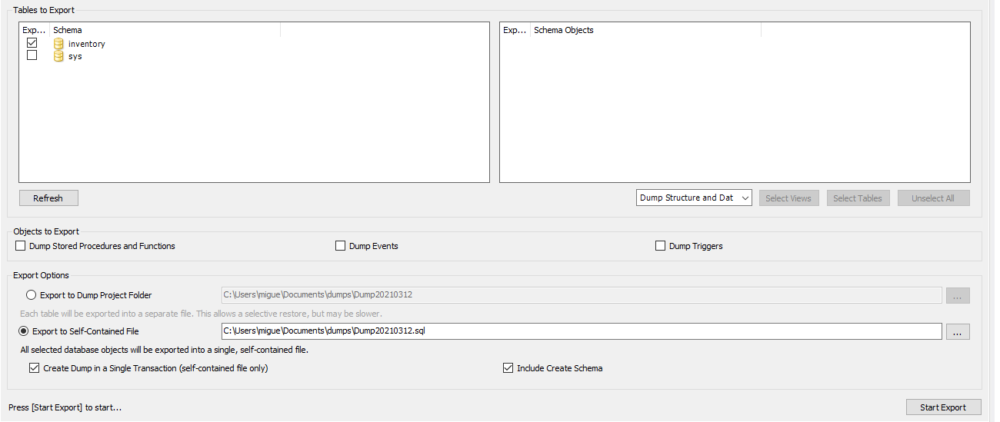 Tables to Export
Exp... Schema Exp... Schema Objects
inventory
sys
Refresh Dump Structure and Dat Select Views Select Tables Unselect All
Objects to Export
Dump Stored Procedures and Functions Dump Events Dump Triggers
Export Options
Export to Dump Project Folder C:\Users\migue\Documents\dumps\Dump20210312 ...
Each table will be exported into a separate file. This allows a selective restore, but may be slower.
Export to Self-Contained File C:\Users\migue\Documents\dumps\Dump20210312.sql ...
All selected database objects will be exported into a single, self-contained file.
Create Dump in a Single Transaction (self-contained file only) Include Create Schema
Press [Start Export] to start... Start Export